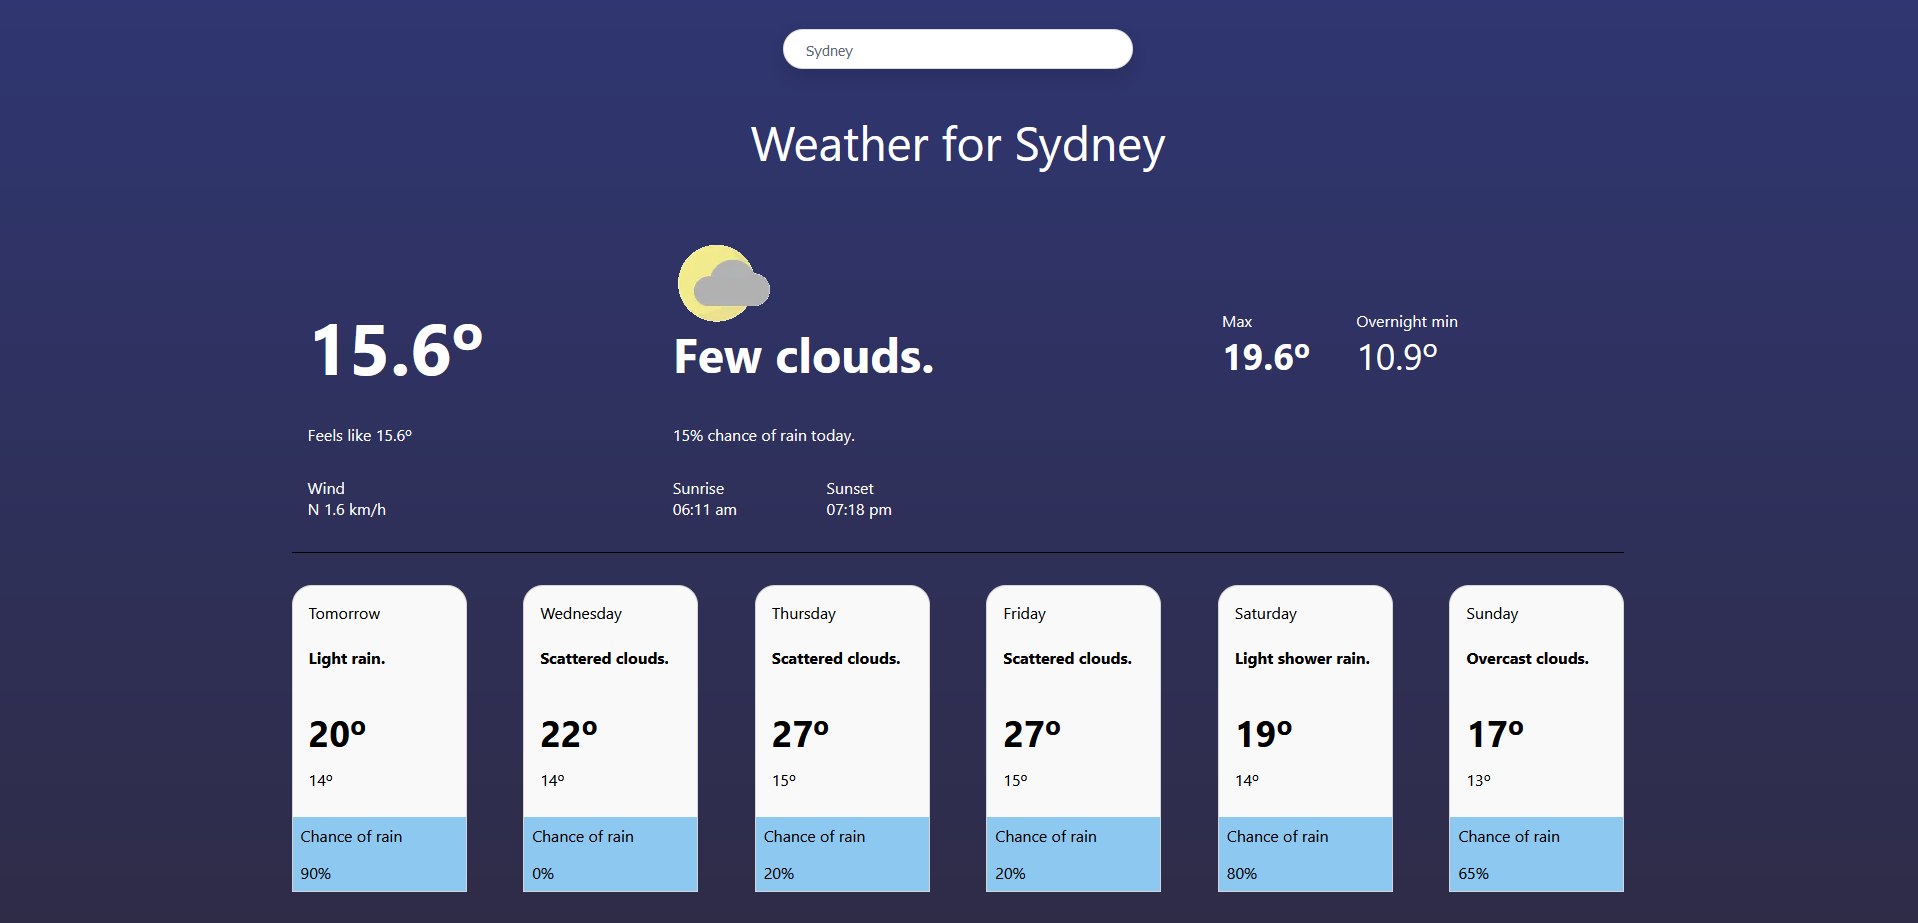 Sydney
Weather for Sydney
15.6º
Feels like 15.6º
Wind
N 1.6 km/h
Few clouds.
15% chance of rain today.
Sunrise
06:11 am
Sunset
07:18 pm
Max
19.6º
Overnight min
10.9º
Tomorrow
Light rain.
20º
14º
Chance of rain
90%
Wednesday
Scattered clouds.
22º
14º
Chance of rain
0%
Thursday
Scattered clouds.
27º
15º
Chance of rain
20%
Friday
Scattered clouds.
27º
15º
Chance of rain
20%
Saturday
Light shower rain.
19º
14º
Chance of rain
80%
Sunday
Overcast clouds.
17º
13º
Chance of rain
65%